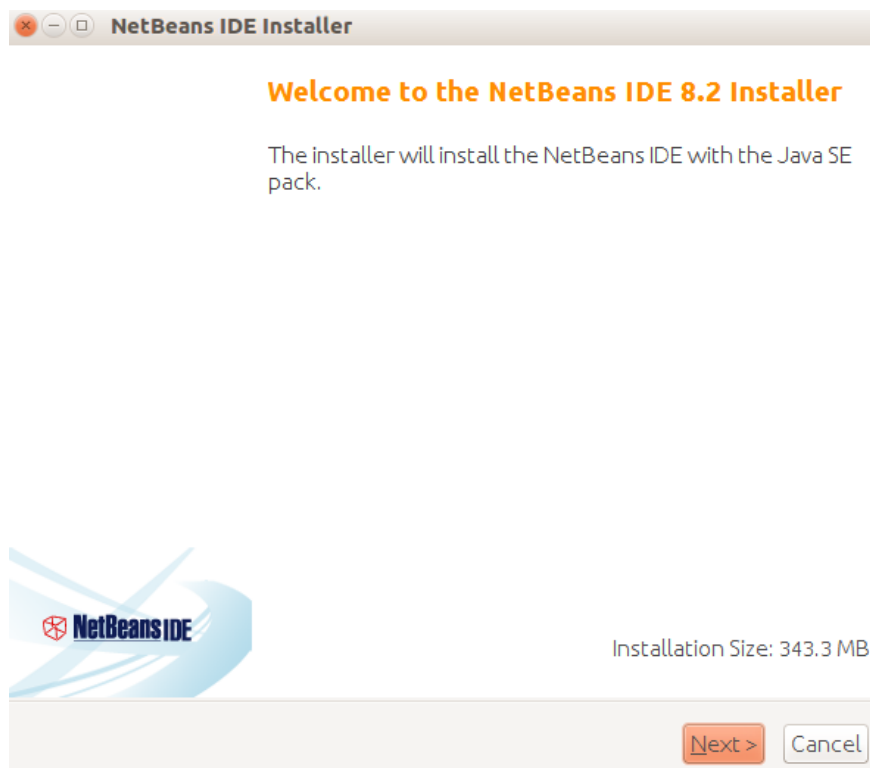 NetBeans IDE Installer
Welcome to the NetBeans IDE 8.2 Installer
The installer will install the NetBeans IDE with the Java SE
pack.
NetBeans IDE
Installation Size: 343.3 MB
Next >
Cancel